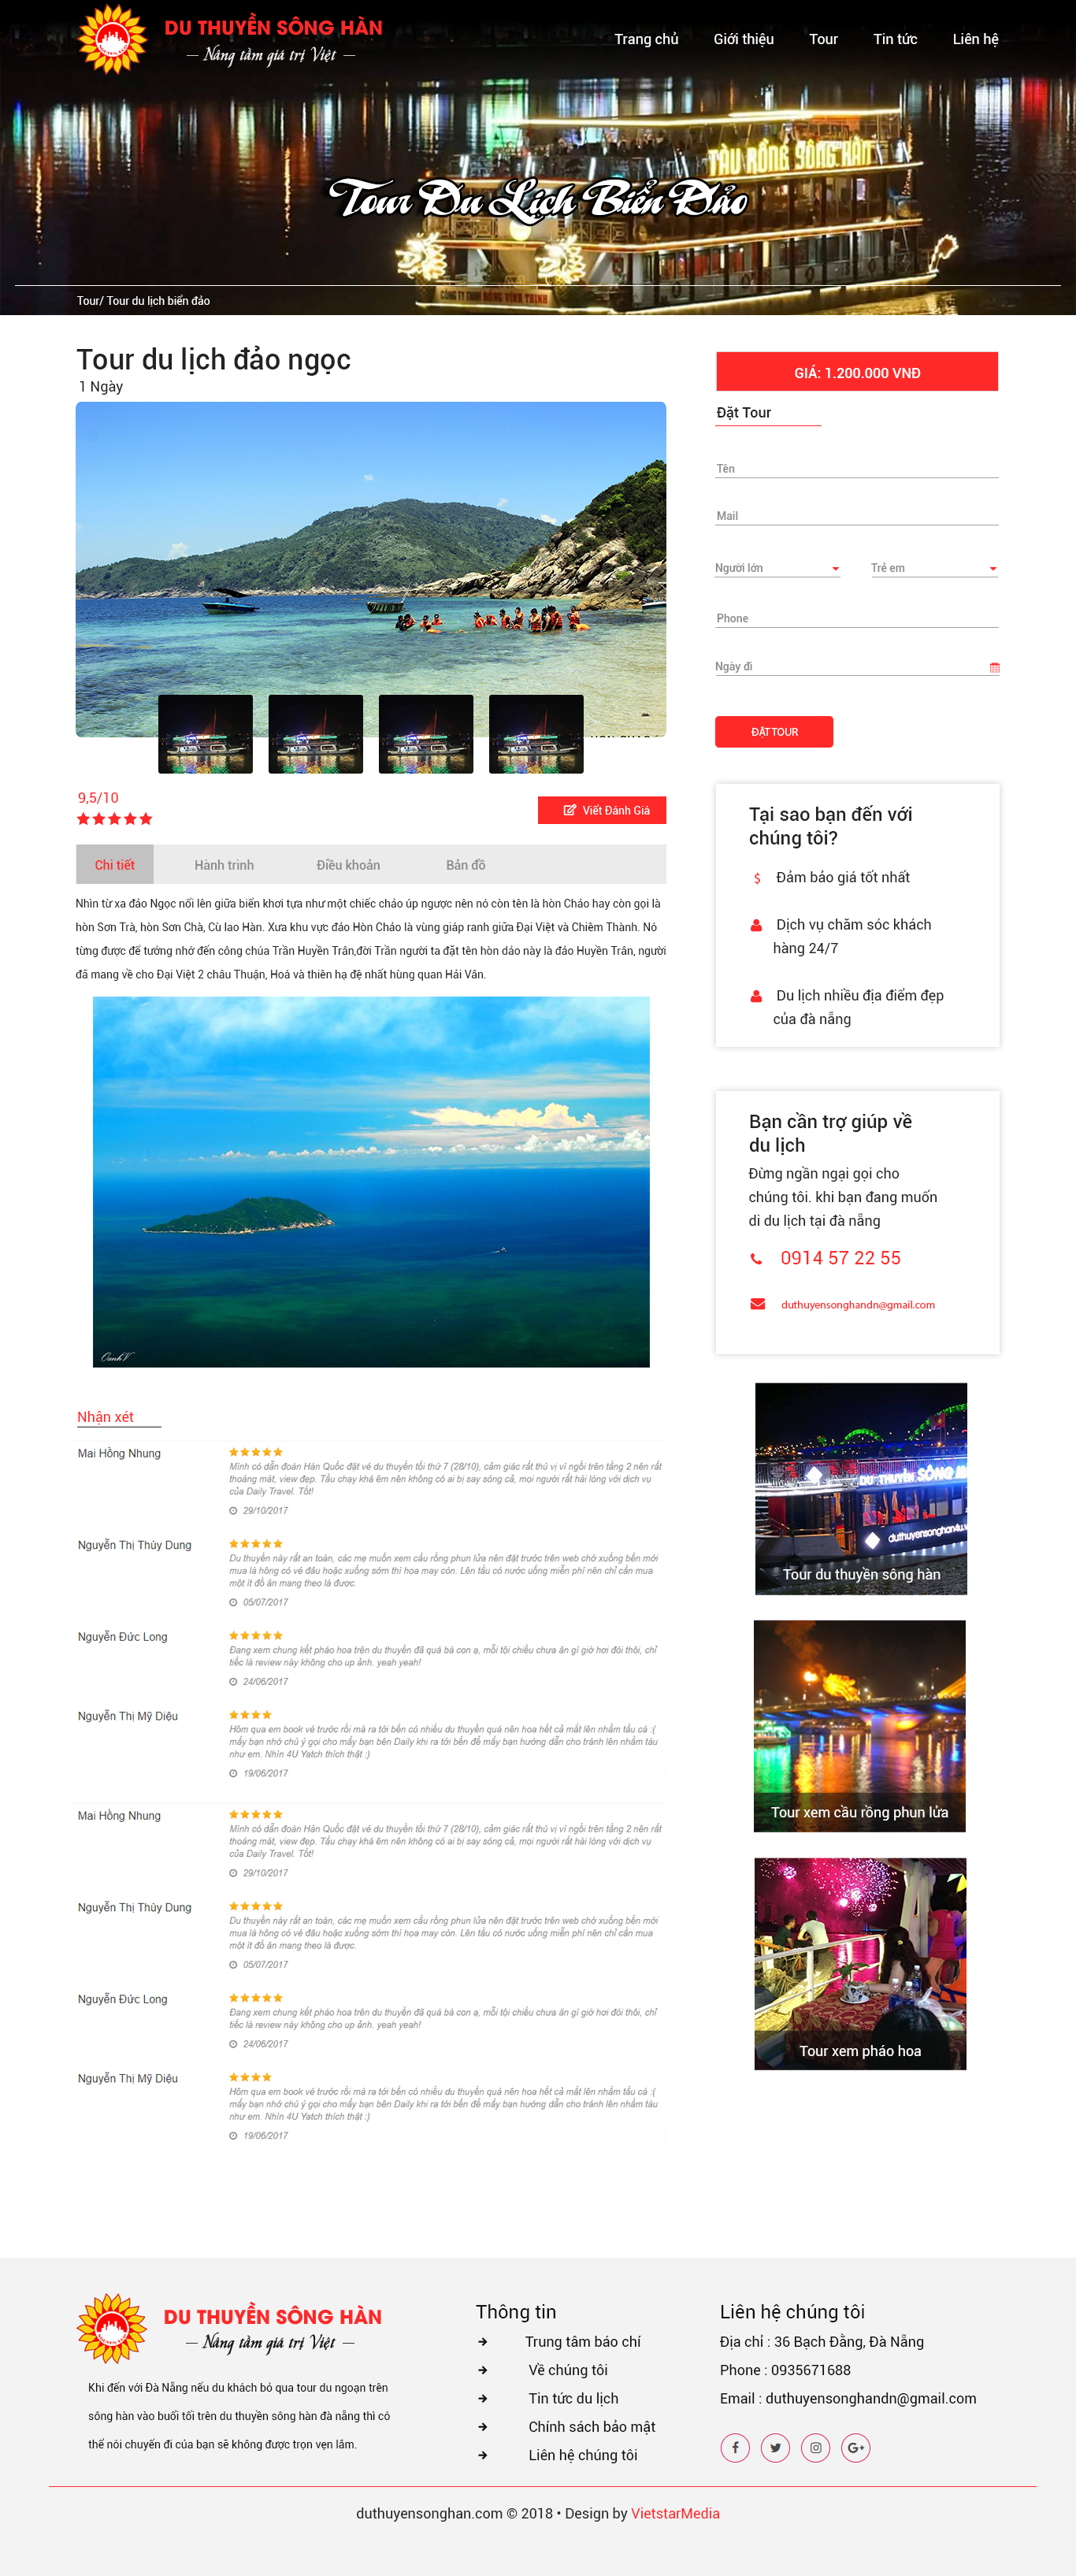 DU THUYỀN SÔNG HÀN
Nâng tầm giá trị Việt
Trang chủ
Giới thiệu
Tour
Tin tức
Liên hệ
TÀU RỒNG SÔNG HÀN
Tour Du Lịch Biển Đảo
Tour/ Tour du lịch biển đảo
Tour du lịch đảo ngọc
1 Ngày
GIÁ: 1.200.000 VNĐ
Đặt Tour
Tên
Mail
Người lớn
Trẻ em
Phone
Ngày đi
ĐẶT TOUR
9,5/10
Viết Đánh Giá
Chi tiết
Hành trình
Điều khoản
Bản đồ
Nhìn từ xa đảo Ngọc nổi lên giữa biển khơi tựa như một chiếc chảo úp ngược nên nó còn tên là hòn Chảo hay còn gọi là
hòn Sơn Trà, hòn Sơn Chà, Cù lao Hàn. Xưa khu vực đảo Hòn Chảo là vùng giáp ranh giữa Đại Việt và Chiêm Thành. Nó
từng được để tưởng nhớ đến công chúa Trần Huyền Trân,đời Trần người ta đặt tên hòn dảo này là đảo Huyền Trân, người
đã mang về cho Đại Việt 2 châu Thuận, Hoá và thiên hạ đệ nhất hùng quan Hải Vân.
OanhV
Tại sao bạn đến với
chúng tôi?
Đảm bảo giá tốt nhất
Dịch vụ chăm sóc khách
hàng 24/7
Du lịch nhiều địa điểm đẹp
của đà nẵng
Bạn cần trợ giúp về
du lịch
Đừng ngần ngại gọi cho
chúng tôi. khi bạn đang muốn
di du lịch tại đà nẵng
0914 57 22 55
duthuyensonghandn@gmail.com
DU THUYỀN SÔNG
duthuyensonghan4u.v
Tour du thuyền sông hàn
Tour xem cầu rồng phun lửa
Tour xem pháo hoa
Nhận xét
Mai Hồng Nhung
Mình có dẫn đoàn Hàn Quốc đặt vé du thuyền tối thứ 7 (28/10), cảm giác rất thú vị vì ngồi trên tầng 2 nên rất
thoáng mát, view đẹp. Tầu chạy khá êm nên không có ai bị say sóng cả, mọi người rất hài lòng với dịch vụ
của Daily Travel. Tốt!
29/10/2017
Nguyễn Thị Thùy Dung
Du thuyền này rất an toàn, các mẹ muốn xem cầu rồng phun lửa nên đặt trước trên web chớ xuống bến mới
mua là hông có vé đâu hoặc xuống sớm thì họa may còn. Lên tầu có nước uống miễn phí nên chỉ cần mua
một ít đồ ăn mang theo là được.
05/07/2017
Nguyễn Đức Long
Đang xem chung kết pháo hoa trên du thuyền đã quá bà con ạ, mỗi tội chiều chưa ăn gì giờ hơi đói thôi, chỉ
tiếc là review này không cho up ảnh. yeah yeah!
24/06/2017
Nguyễn Thị Mỹ Diệu
Hôm qua em book vé trước rồi mà ra tới bến có nhiều du thuyền quá nên hoa hết cả mắt lên nhầm tầu cả :(
mấy bạn nhớ chú ý gọi cho mấy bạn bên Daily khi ra tới bến để mấy bạn hướng dẫn cho tránh lên nhầm tàu
như em. Nhìn 4U Yatch thích thật :)
19/06/2017
Mai Hồng Nhung
Mình có dẫn đoàn Hàn Quốc đặt vé du thuyền tối thứ 7 (28/10), cảm giác rất thú vị vì ngồi trên tầng 2 nên rất
thoáng mát, view đẹp. Tầu chạy khá êm nên không có ai bị say sóng cả, mọi người rất hài lòng với dịch vụ
của Daily Travel. Tốt!
29/10/2017
Nguyễn Thị Thùy Dung
Du thuyền này rất an toàn, các mẹ muốn xem cầu rồng phun lửa nên đặt trước trên web chớ xuống bến mới
mua là hông có vé đâu hoặc xuống sớm thì họa may còn. Lên tầu có nước uống miễn phí nên chỉ cần mua
một ít đồ ăn mang theo là được.
05/07/2017
Nguyễn Đức Long
Đang xem chung kết pháo hoa trên du thuyền đã quá bà con ạ, mỗi tội chiều chưa ăn gì giờ hơi đói thôi, chỉ
tiếc là review này không cho up ảnh. yeah yeah!
24/06/2017
Nguyễn Thị Mỹ Diệu
Hôm qua em book vé trước rồi mà ra tới bến có nhiều du thuyền quá nên hoa hết cả mắt lên nhầm tầu cả :(
mấy bạn nhớ chú ý gọi cho mấy bạn bên Daily khi ra tới bến để mấy bạn hướng dẫn cho tránh lên nhầm tàu
như em. Nhìn 4U Yatch thích thật :)
19/06/2017
DU THUYỀN SÔNG HÀN
Nâng tầm giá trị Việt
Khi đến với Đà Nẵng nếu du khách bỏ qua tour du ngoạn trên
sông hàn vào buổi tối trên du thuyền sông hàn đà nẵng thì có
thể nói chuyến đi của bạn sẽ không được trọn vẹn lắm.
Thông tin
Trung tâm báo chí
Về chúng tôi
Tin tức du lịch
Chính sách bảo mật
Liên hệ chúng tôi
Liên hệ chúng tôi
Địa chỉ : 36 Bạch Đằng, Đà Nẵng
Phone : 0935671688
Email : duthuyensonghandn@gmail.com
duthuyensonghan.com © 2018 • Design by VietstarMedia